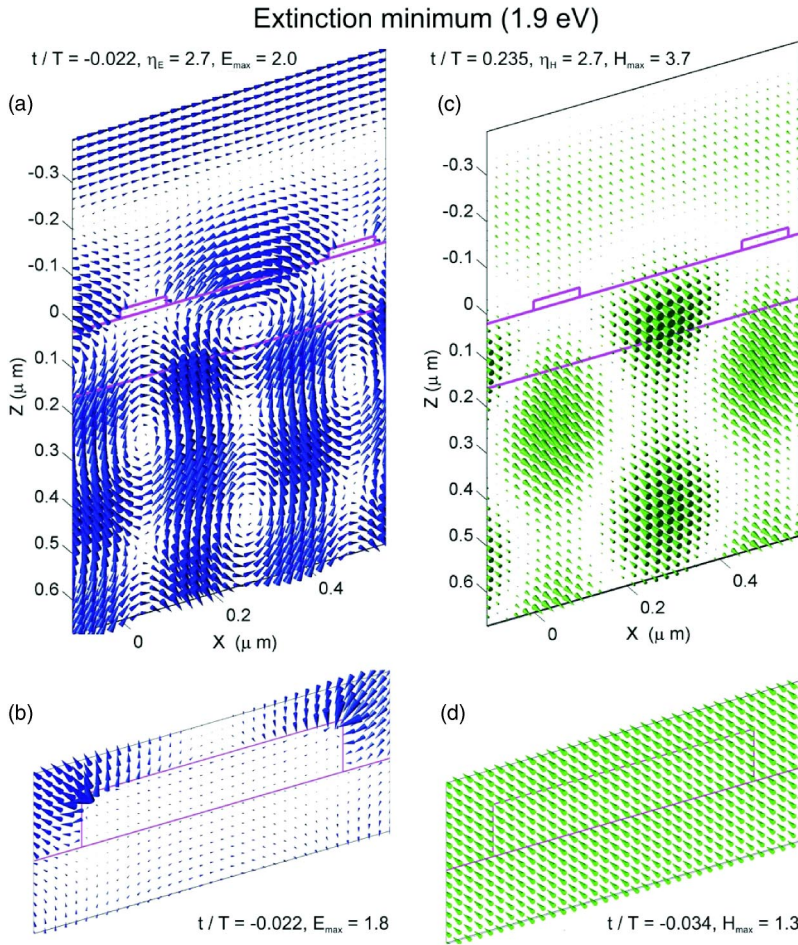 Extinction minimum (1.9 eV)
t / T = -0.022, η_E = 2.7, E_max = 2.0
t / T = 0.235, η_H = 2.7, H_max = 3.7
(a)
(c)
-0.3
-0.2
-0.1
0
0.1
0.2
0.3
0.4
0.5
0.6
Z (μ m)
0
0.2
0.4
X (μ m)
-0.3
-0.2
-0.1
0
0.1
0.2
0.3
0.4
0.5
0.6
Z (μ m)
0
0.2
0.4
X (μ m)
(b)
(d)
t / T = -0.022, E_max = 1.8
t / T = -0.034, H_max = 1.3